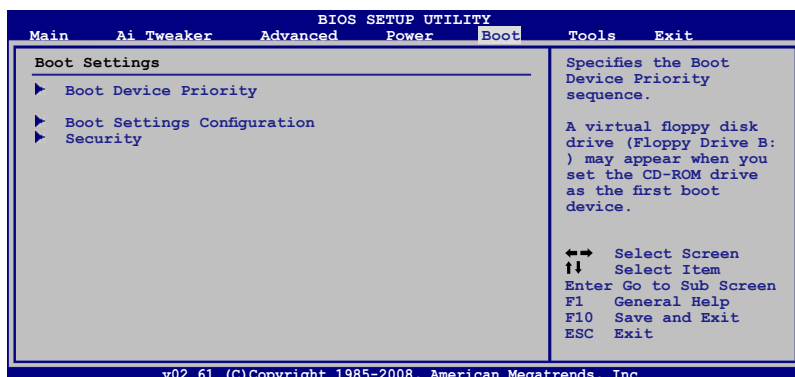 BIOS SETUP UTILITY
Main Ai Tweaker Advanced Power Boot Tools Exit
Boot Settings
Boot Device Priority
Boot Settings Configuration
Security
Specifies the Boot
Device Priority
sequence.
A virtual floppy disk
drive (Floppy Drive B:
) may appear when you
set the CD-ROM drive
as the first boot
device.
←→ Select Screen
↑↓ Select Item
Enter Go to Sub Screen
F1 General Help
F10 Save and Exit
ESC Exit
v02.61 (C)Copyright 1985-2008, American Megatrends, Inc.